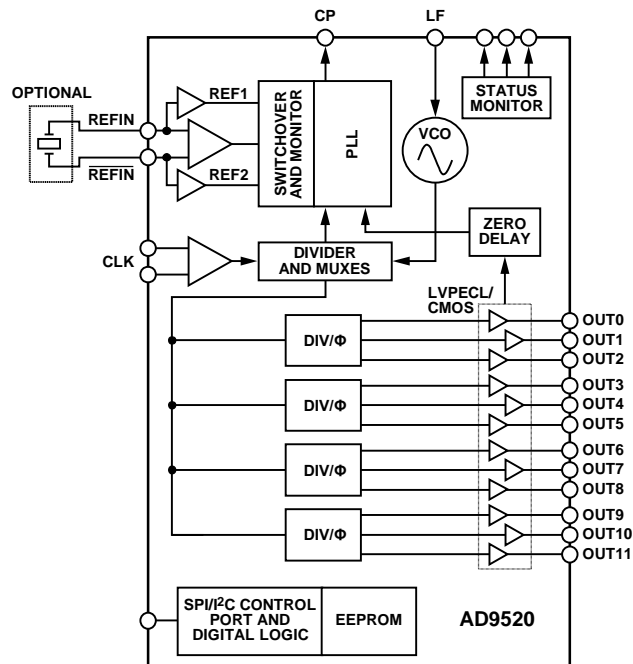 CP
LF
OPTIONAL
REFIN
REFIN
REF1
REF2
SWITCHOVER
AND MONITOR
PLL
VCO
STATUS
MONITOR
ZERO
DELAY
CLK
DIVIDER
AND MUXES
LVPECL/
CMOS
DIV/Φ
OUT0
OUT1
OUT2
DIV/Φ
OUT3
OUT4
OUT5
DIV/Φ
OUT6
OUT7
OUT8
DIV/Φ
OUT9
OUT10
OUT11
SPI/I²C CONTROL
PORT AND
DIGITAL LOGIC
EEPROM
AD9520